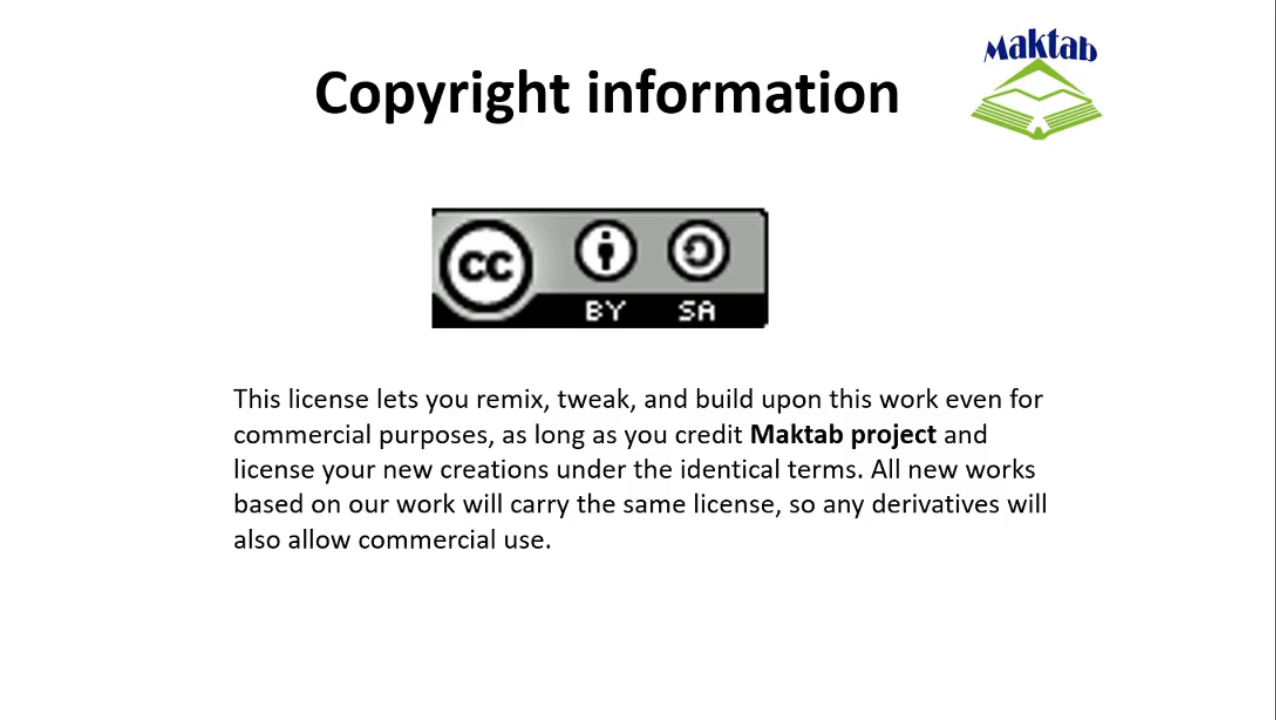 Maktab
Copyright information
CC
BY SA
This license lets you remix, tweak, and build upon this work even for
commercial purposes, as long as you credit Maktab project and
license your new creations under the identical terms. All new works
based on our work will carry the same license, so any derivatives will
also allow commercial use.